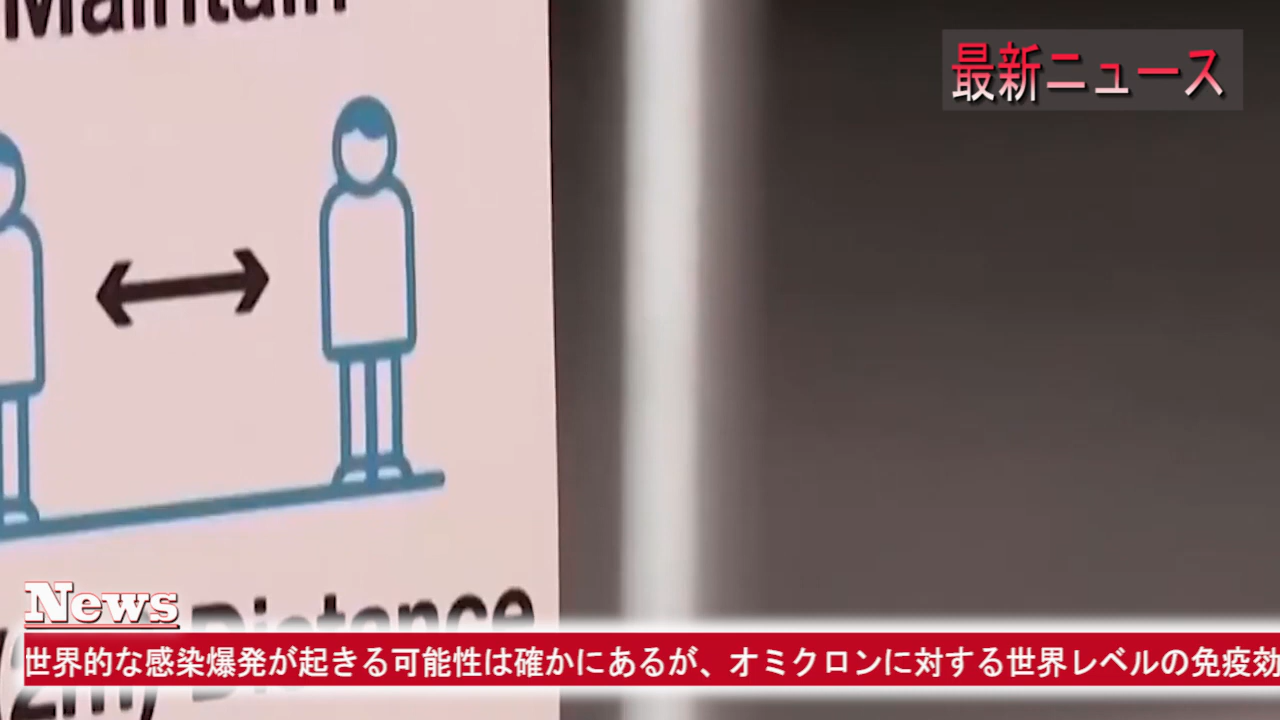 Maintain
最新ニュース
News
Distance
世界的な感染爆発が起きる可能性は確かにあるが、オミクロンに対する世界レベルの免疫効
(2m)